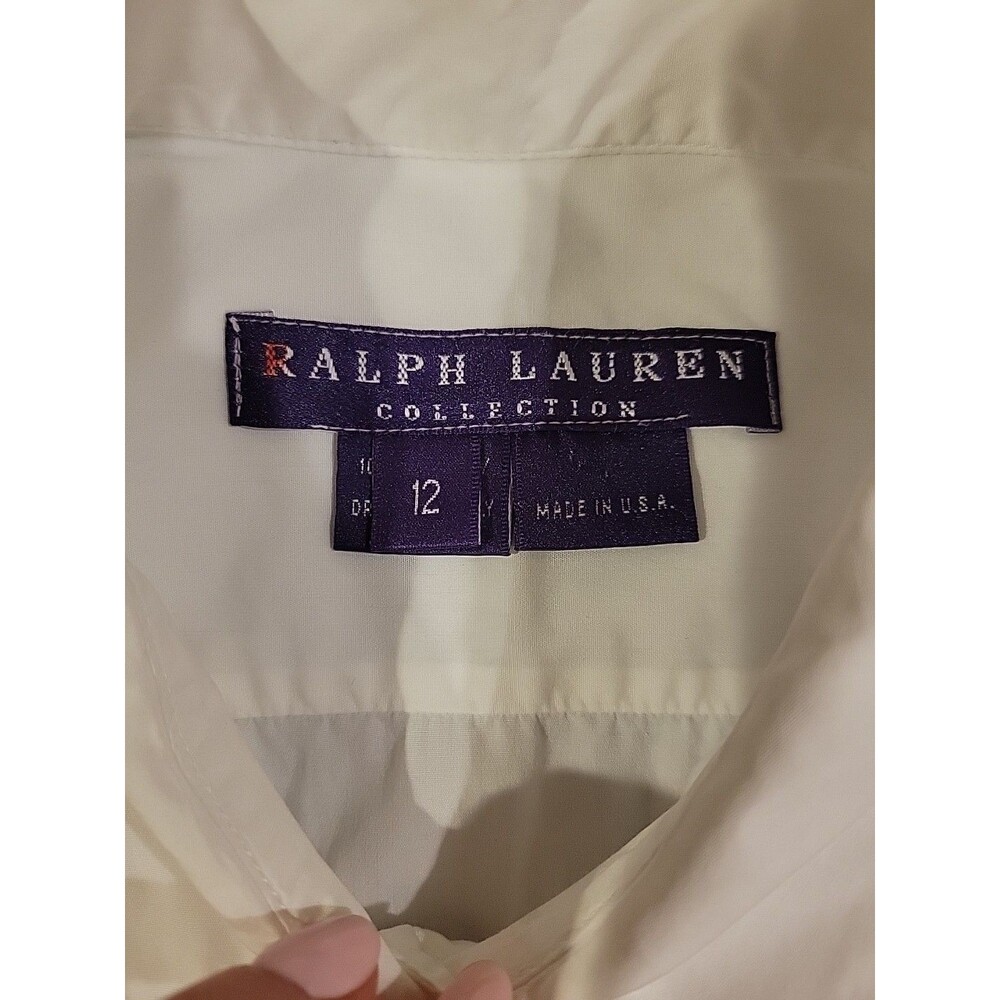 RALPH LAUREN
COLLECTION
12
MADE IN U.S.A.